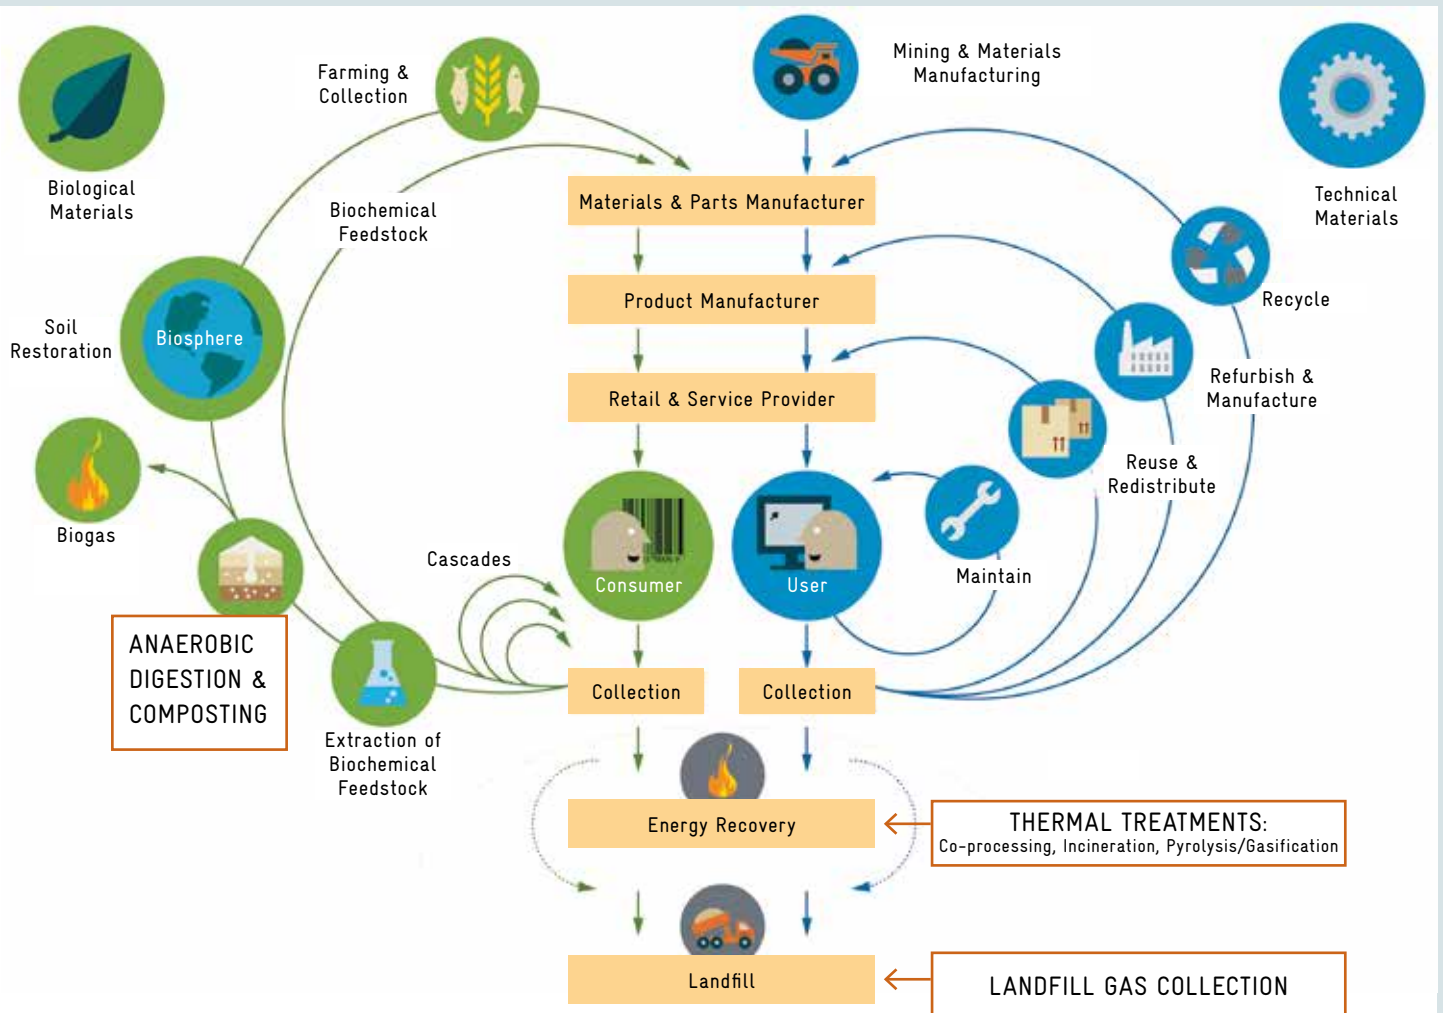 Farming &
Collection
Mining & Materials
Manufacturing
Biological
Materials
Technical
Materials
Materials & Parts Manufacturer
Biochemical
Feedstock
Product Manufacturer
Recycle
Soil
Restoration
Biosphere
Refurbish &
Manufacture
Retail & Service Provider
Reuse &
Redistribute
Biogas
Cascades
Consumer
User
Maintain
ANAEROBIC
DIGESTION &
COMPOSTING
Collection
Collection
Extraction of
Biochemical
Feedstock
Energy Recovery
THERMAL TREATMENTS:
Co-processing, Incineration, Pyrolysis/Gasification
Landfill
LANDFILL GAS COLLECTION